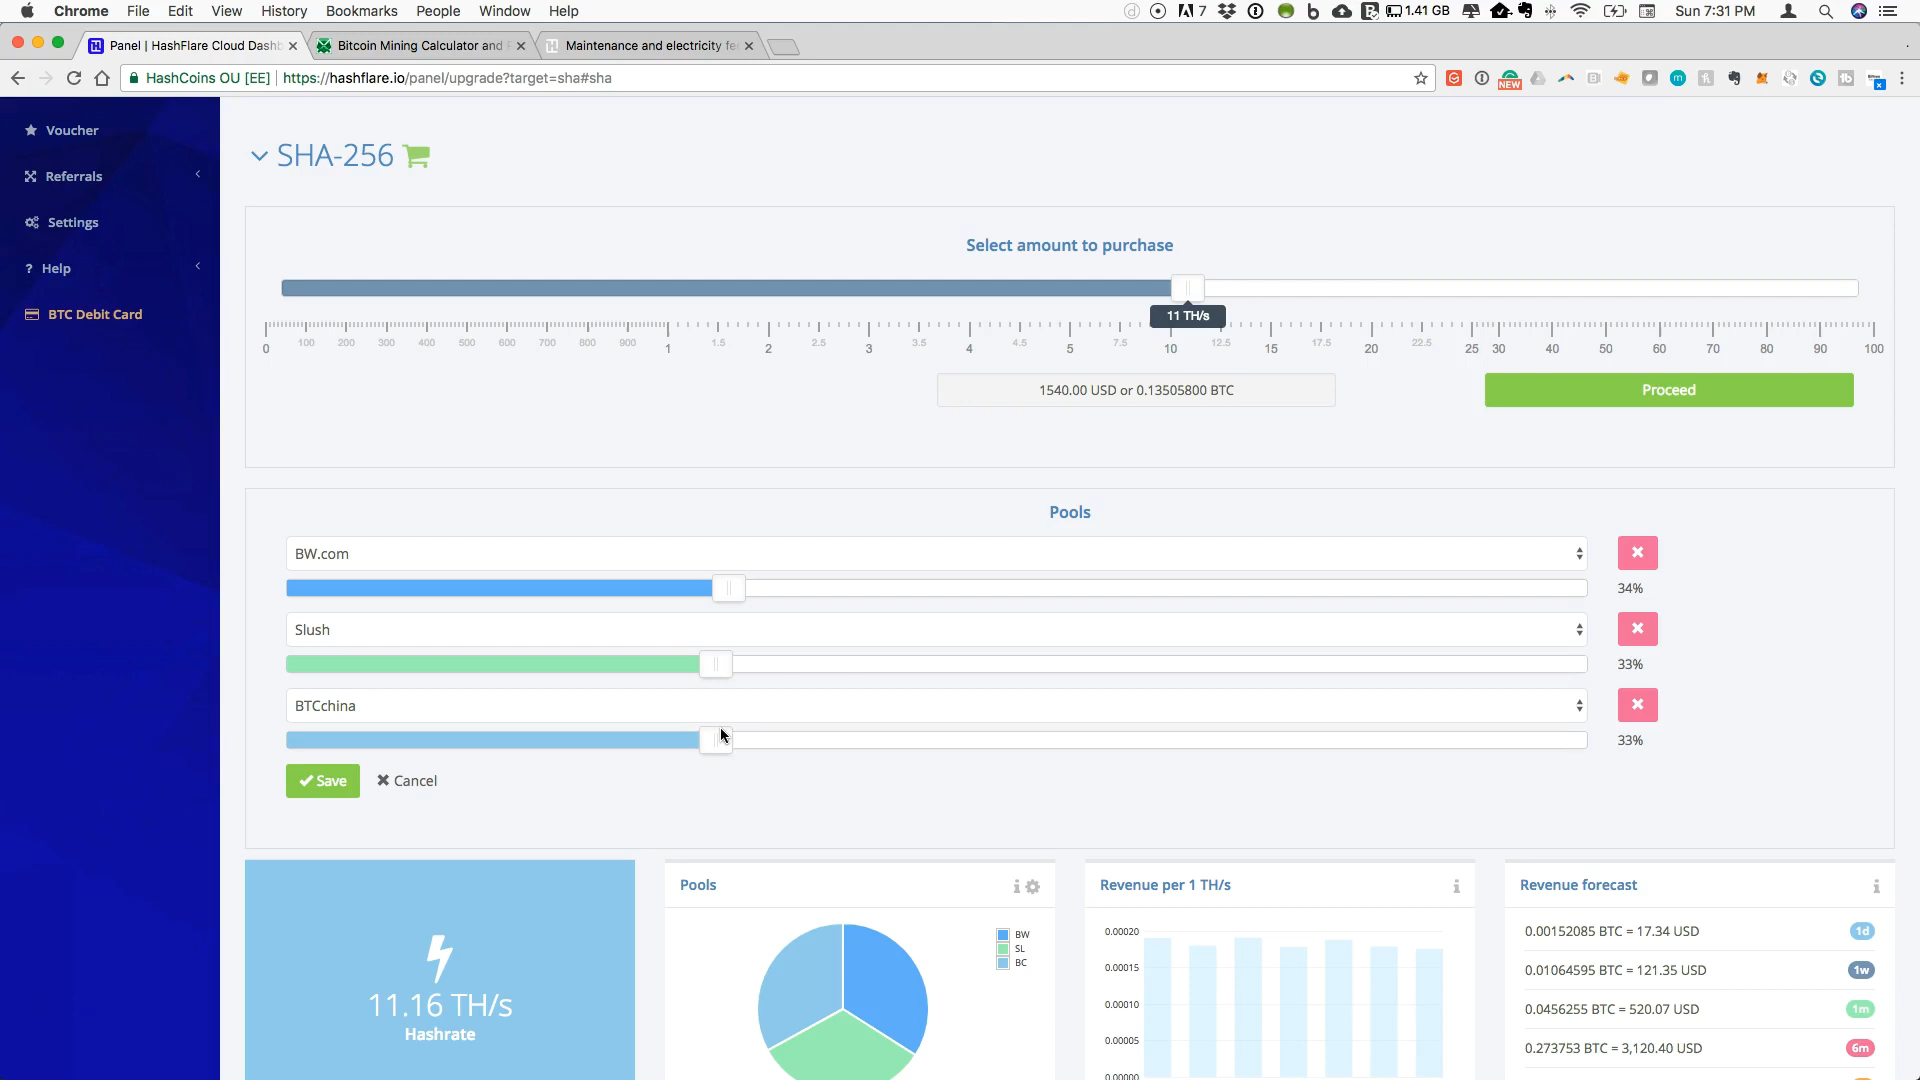 Chrome File Edit View History Bookmarks People Window Help 7 1.41 GB Sun 7:31 PM
Panel | HashFlare Cloud Dashb Bitcoin Mining Calculator and Maintenance and electricity fe
HashCoins OU [EE] https://hashflare.io/panel/upgrade?target=sha#sha NEW
Voucher
Referrals
Settings
? Help
BTC Debit Card
SHA-256
Select amount to purchase
11 TH/s
100 200 300 400 500 600 700 800 900 1.5 2.5 3.5 4.5 7.5 12.5 17.5 22.5
0 1 2 3 4 5 10 15 20 25 30 40 50 60 70 80 90 100
1540.00 USD or 0.13505800 BTC
Proceed
Pools
BW.com
34%
Slush
33%
BTCchina
33%
Save Cancel
11.16 TH/s
Hashrate
Pools
BW
SL
BC
Revenue per 1 TH/s
0.00020
0.00015
0.00010
0.00005
0.00000
Revenue forecast
0.00152085 BTC = 17.34 USD 1d
0.01064595 BTC = 121.35 USD 1w
0.0456255 BTC = 520.07 USD 1m
0.273753 BTC = 3,120.40 USD 6m